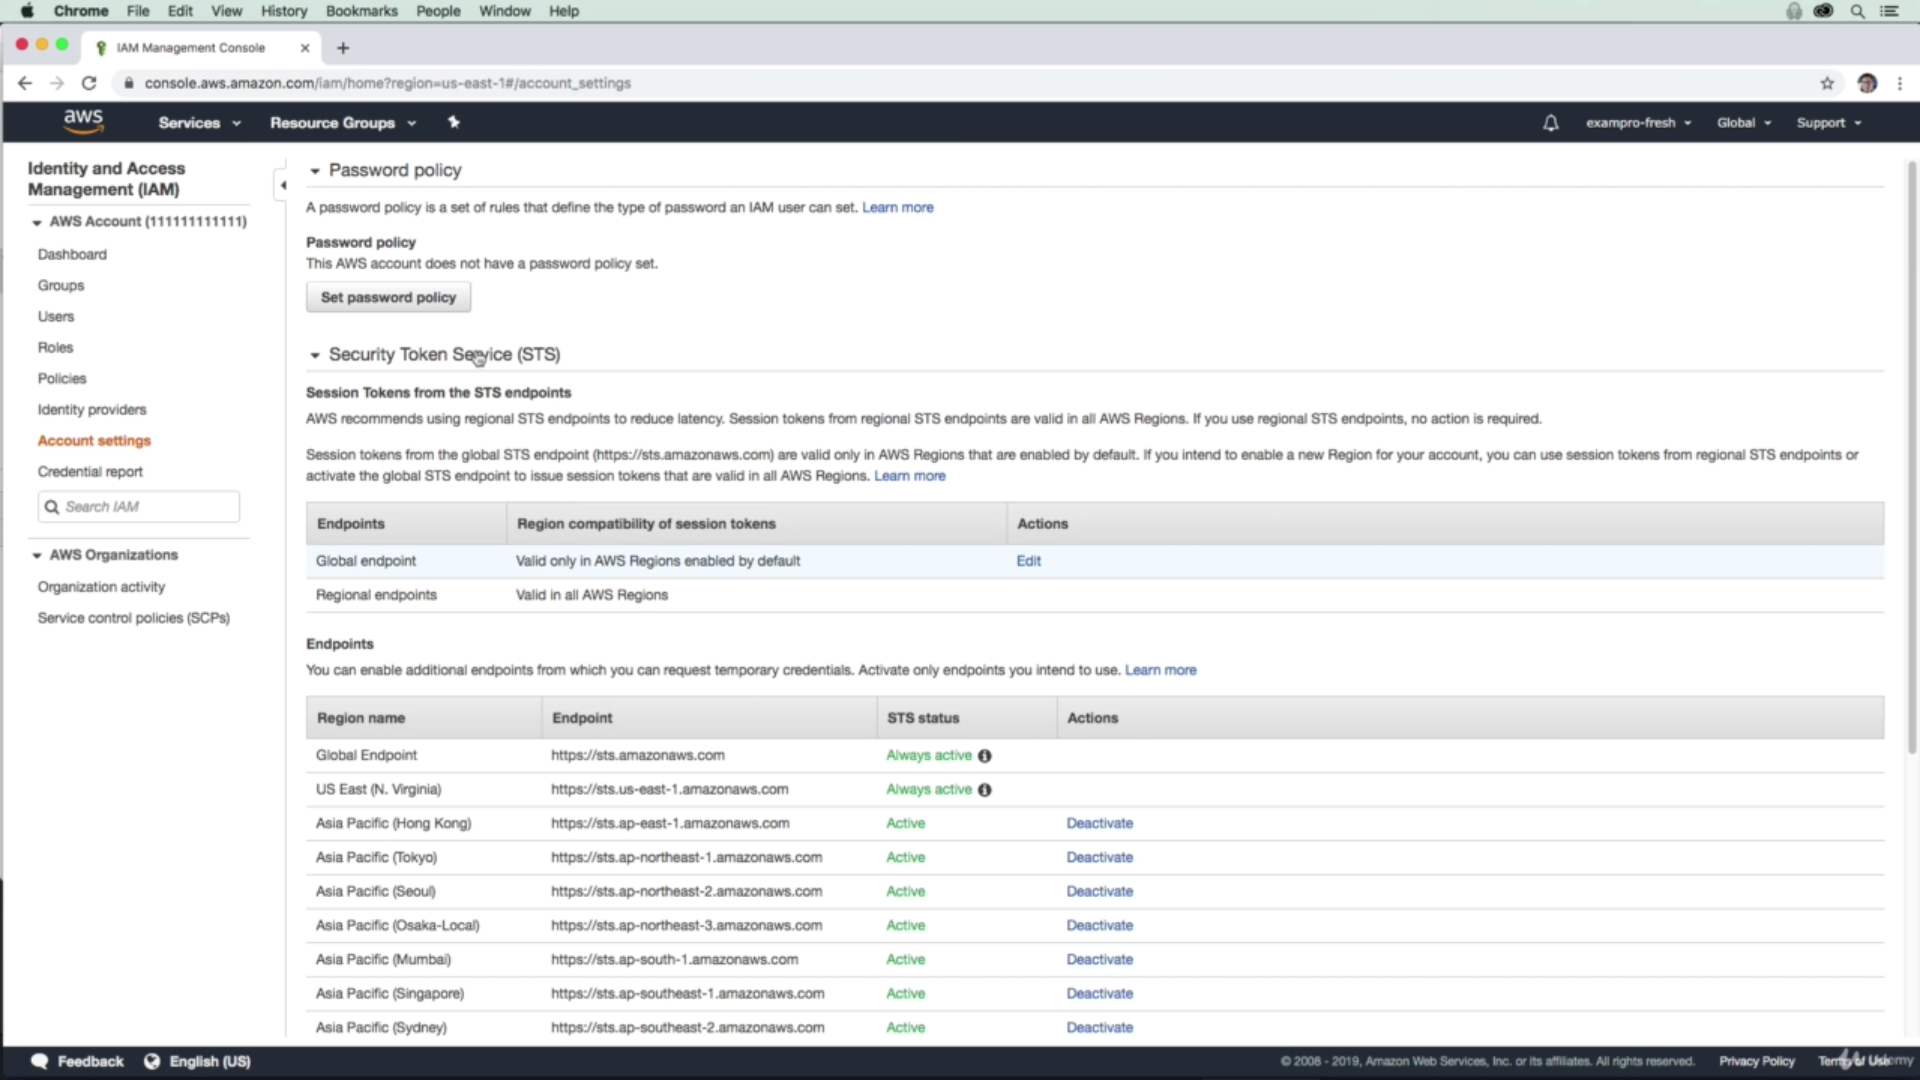 Chrome File Edit View History Bookmarks People Window Help
IAM Management Console
console.aws.amazon.com/iam/home?region=us-east-1#/account_settings
aws Services Resource Groups exampro-fresh Global Support
Identity and Access
Management (IAM)
AWS Account (111111111111)
Dashboard
Groups
Users
Roles
Policies
Identity providers
Account settings
Credential report
Search IAM
AWS Organizations
Organization activity
Service control policies (SCPs)
Password policy
A password policy is a set of rules that define the type of password an IAM user can set. Learn more
Password policy
This AWS account does not have a password policy set.
Set password policy
Security Token Service (STS)
Session Tokens from the STS endpoints
AWS recommends using regional STS endpoints to reduce latency. Session tokens from regional STS endpoints are valid in all AWS Regions. If you use regional STS endpoints, no action is required.
Session tokens from the global STS endpoint (https://sts.amazonaws.com) are valid only in AWS Regions that are enabled by default. If you intend to enable a new Region for your account, you can use session tokens from regional STS endpoints or
activate the global STS endpoint to issue session tokens that are valid in all AWS Regions. Learn more
Endpoints Region compatibility of session tokens Actions
Global endpoint Valid only in AWS Regions enabled by default Edit
Regional endpoints Valid in all AWS Regions
Endpoints
You can enable additional endpoints from which you can request temporary credentials. Activate only endpoints you intend to use. Learn more
Region name Endpoint STS status Actions
Global Endpoint https://sts.amazonaws.com Always active
US East (N. Virginia) https://sts.us-east-1.amazonaws.com Always active
Asia Pacific (Hong Kong) https://sts.ap-east-1.amazonaws.com Active Deactivate
Asia Pacific (Tokyo) https://sts.ap-northeast-1.amazonaws.com Active Deactivate
Asia Pacific (Seoul) https://sts.ap-northeast-2.amazonaws.com Active Deactivate
Asia Pacific (Osaka-Local) https://sts.ap-northeast-3.amazonaws.com Active Deactivate
Asia Pacific (Mumbai) https://sts.ap-south-1.amazonaws.com Active Deactivate
Asia Pacific (Singapore) https://sts.ap-southeast-1.amazonaws.com Active Deactivate
Asia Pacific (Sydney) https://sts.ap-southeast-2.amazonaws.com Active Deactivate
Feedback English (US) © 2008 - 2019, Amazon Web Services, Inc. or its affiliates. All rights reserved. Privacy Policy Terms of Use